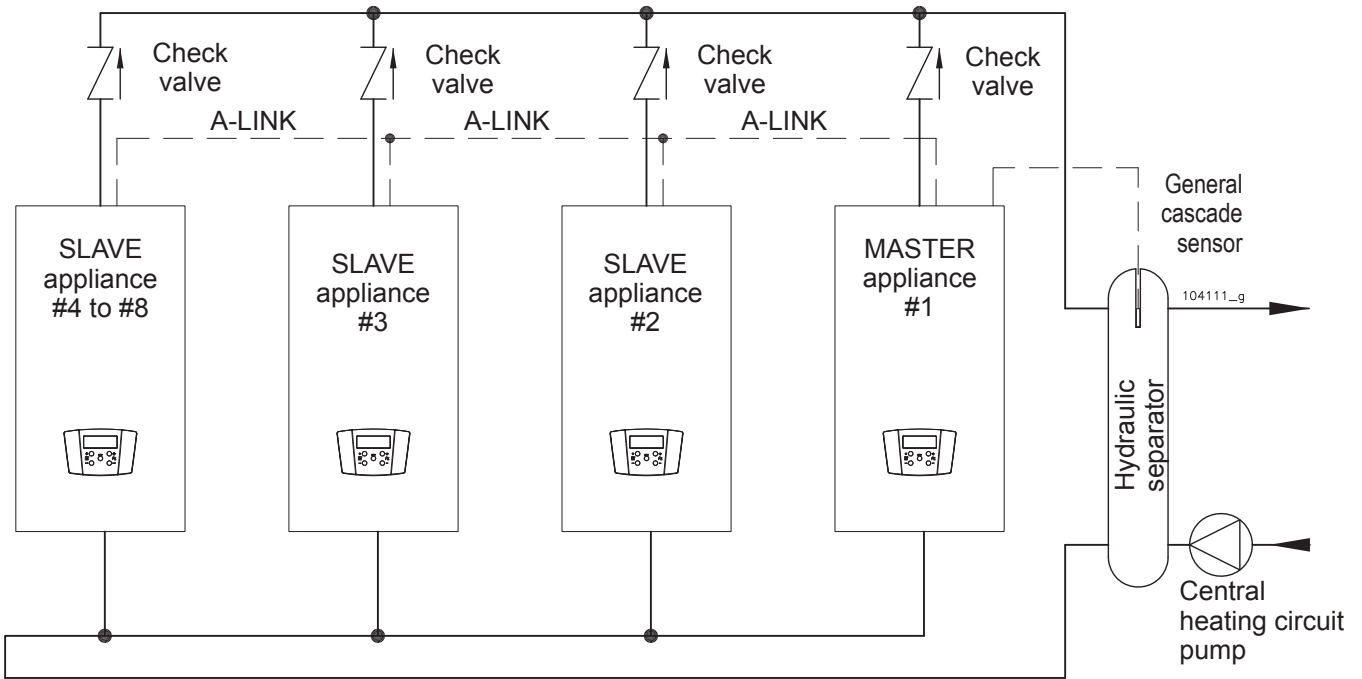 Check
valve
Check
valve
Check
valve
Check
valve
A-LINK
A-LINK
A-LINK
General
cascade
sensor
SLAVE
appliance
#4 to #8
SLAVE
appliance
#3
SLAVE
appliance
#2
MASTER
appliance
#1
104111_g
Hydraulic
separator
Central
heating circuit
pump